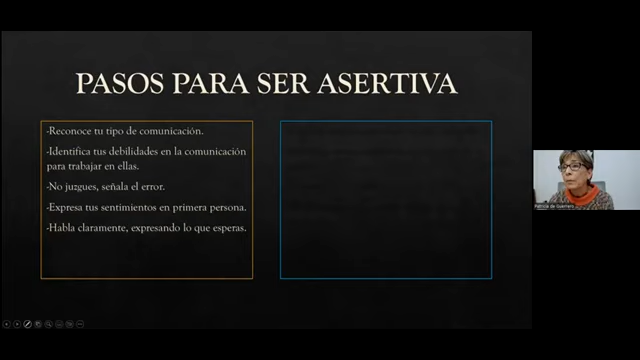 PASOS PARA SER ASERTIVA
-Reconoce tu tipo de comunicación.
-Identifica tus debilidades en la comunicación
para trabajar en ellas.
-No juzgues, señala el error.
-Expresa tus sentimientos en primera persona.
-Habla claramente, expresando lo que esperas.
Patricia de Guerrero